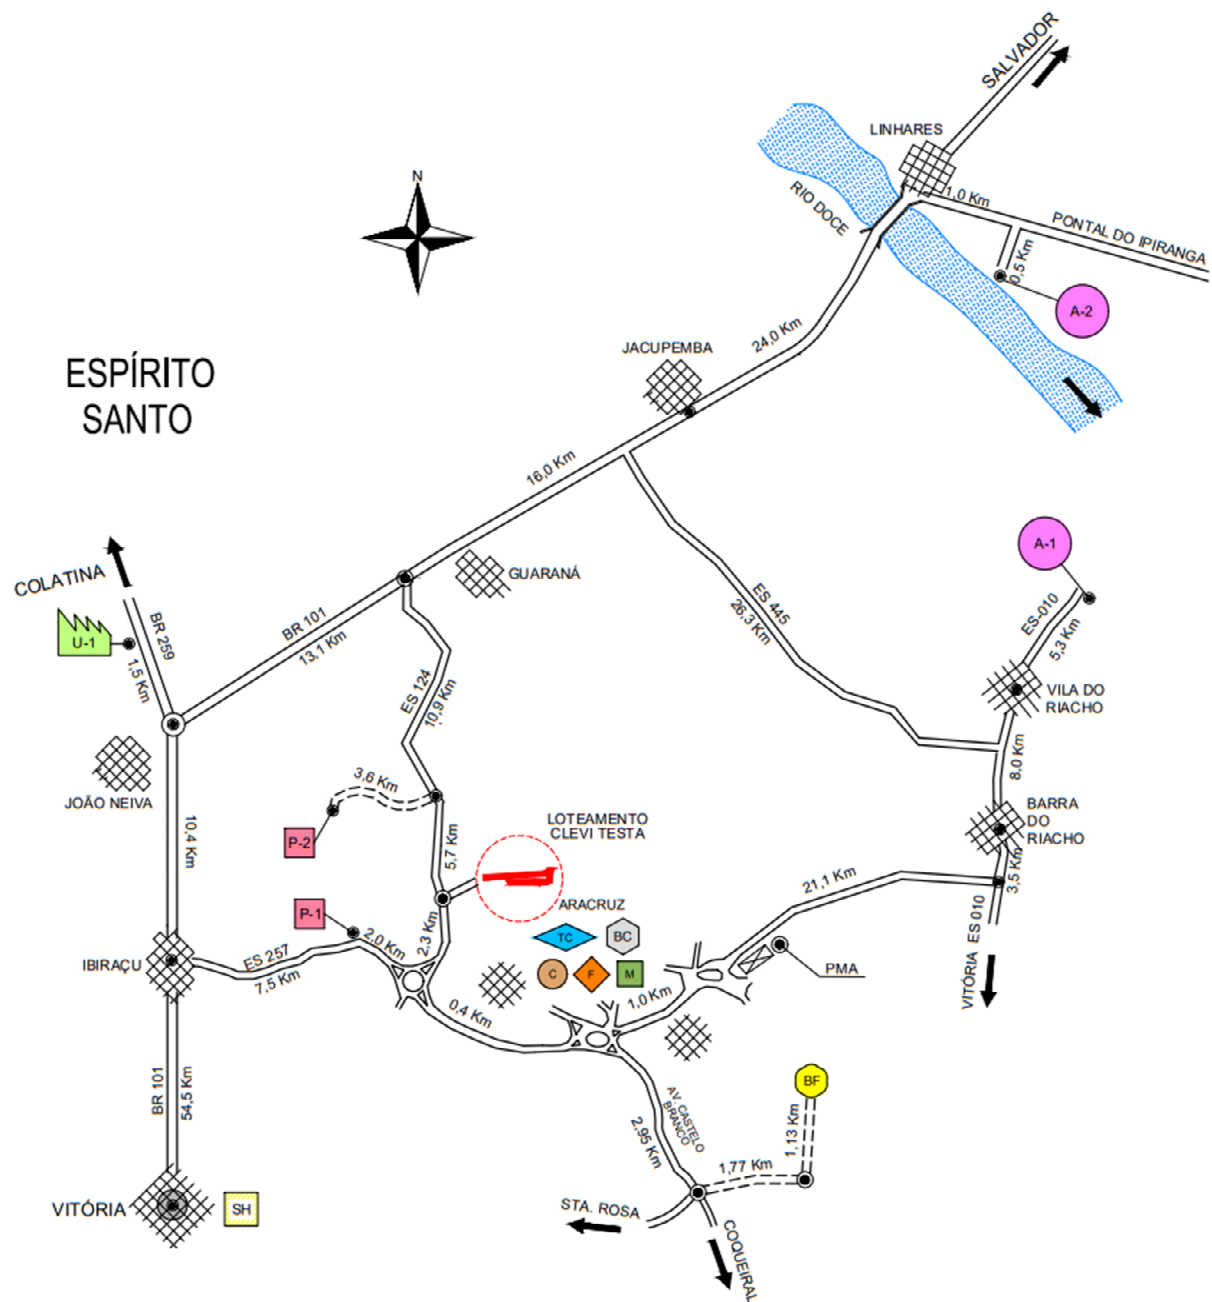 SALVADOR
LINHARES
RIO DOCE
1,0 Km
PONTAL DO IPIRANGA
0,5 Km
A-2
N
24,0 Km
JACUPEMBA
ESPÍRITO
SANTO
16,0 Km
A-1
COLATINA
GUARANÁ
BR 259
U-1
1,5 Km
BR 101
13,1 Km
ES 445
26,3 Km
ES-010
5,3 Km
ES 124
10,9 Km
VILA DO
RIACHO
8,0 Km
JOÃO NEIVA
3,6 Km
BARRA
DO
RIACHO
10,4 Km
P-2
5,7 Km
LOTEAMENTO
CLEVI TESTA
21,1 Km
3,5 Km
P-1
ARACRUZ
TC
BC
2,0 Km
2,3 Km
ES 257
7,5 Km
IBIRAÇU
C
F
M
PMA
VITÓRIA ES 010
0,4 Km
1,0 Km
BR 101
54,5 Km
BF
AV. CASTELO
BRANCO
2,95 Km
1,13 Km
1,77 Km
VITÓRIA
SH
STA. ROSA
COQUEIRAL